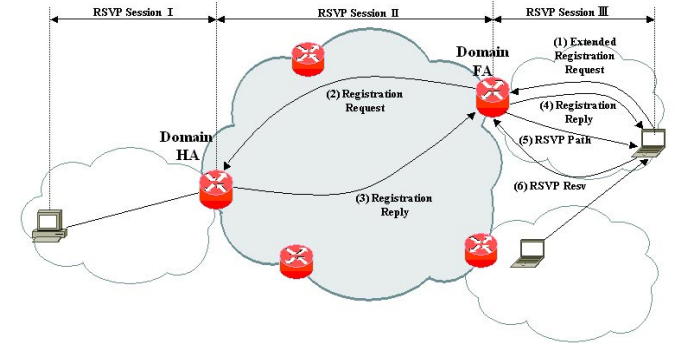 RSVP Session Ⅰ
RSVP Session Ⅱ
RSVP Session Ⅲ
Domain
FA
(1) Extended
Registration
Request
(2) Registration
Request
(4) Registration
Reply
(5) RSVP Path
Domain
HA
(6) RSVP Resv
(3) Registration
Reply